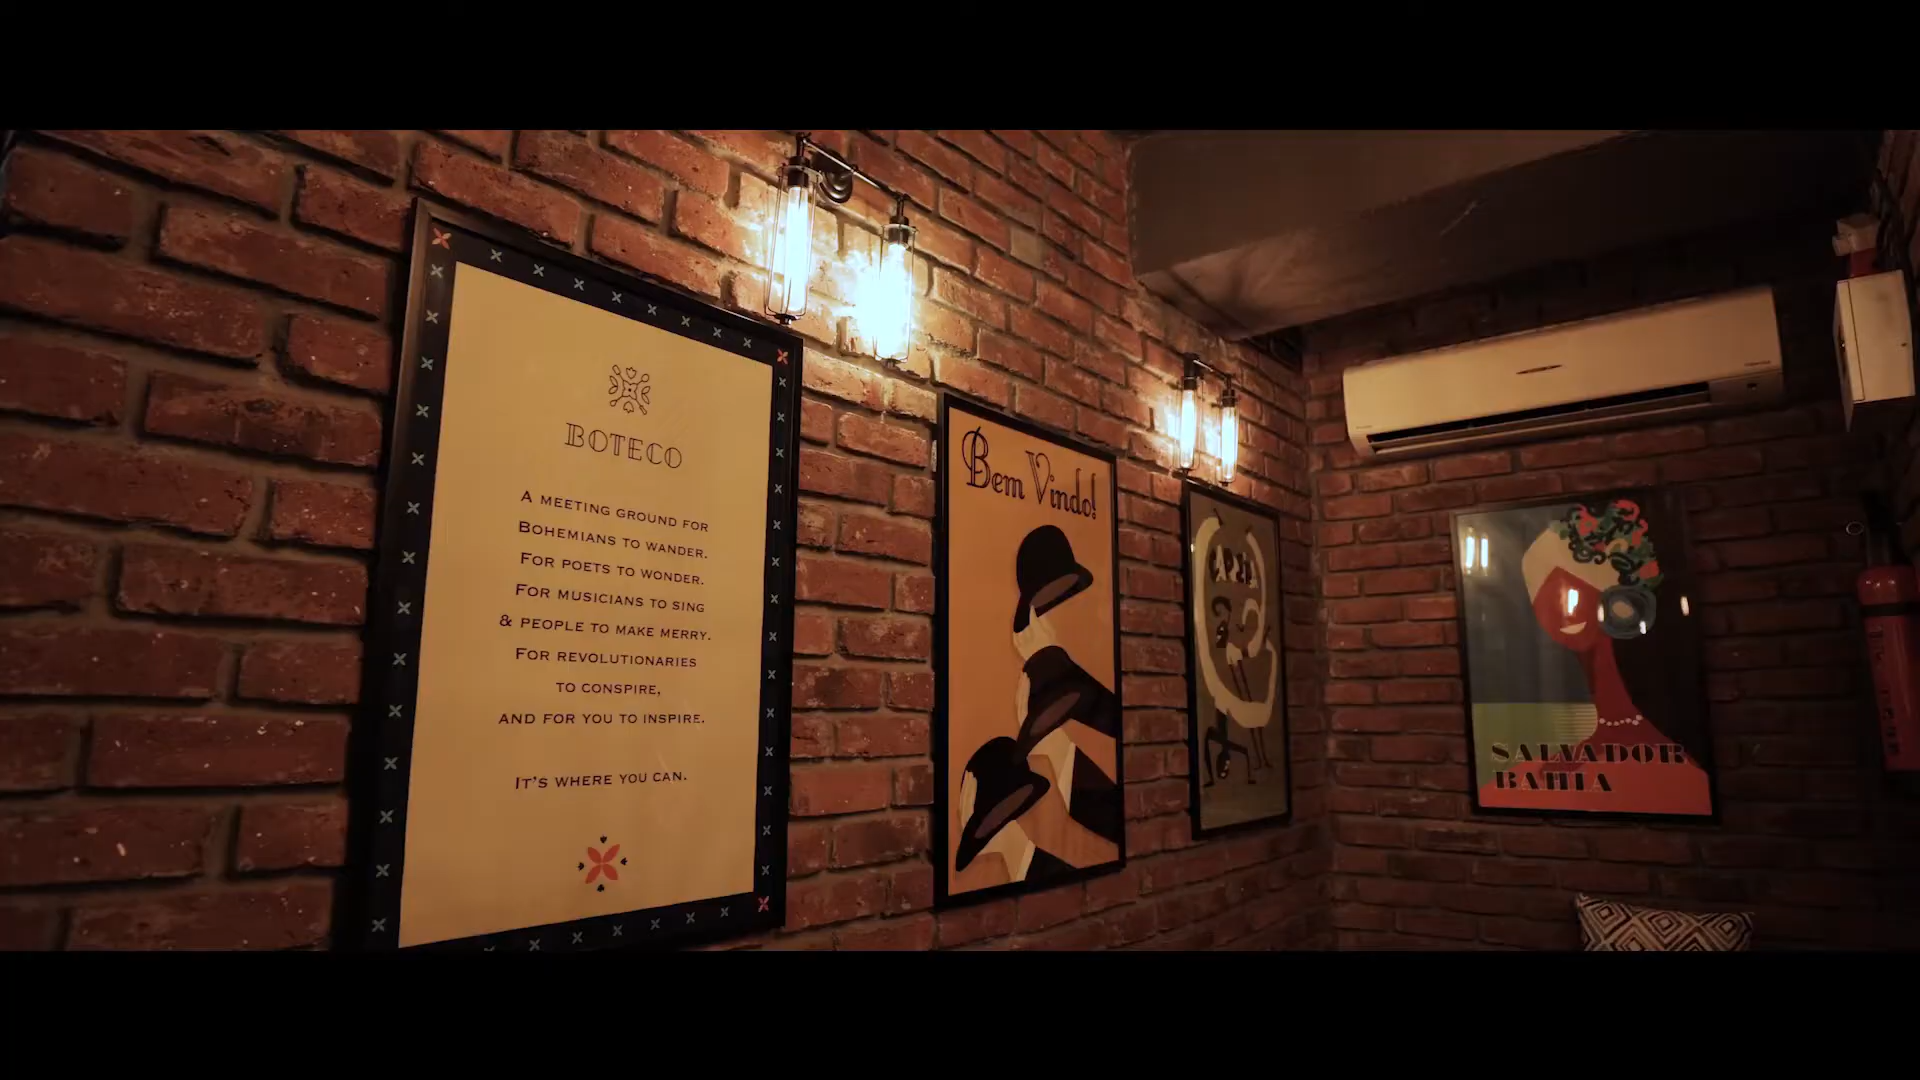 BOTECO
A MEETING GROUND FOR
BOHEMIANS TO WANDER.
FOR POETS TO WONDER.
FOR MUSICIANS TO SING
& PEOPLE TO MAKE MERRY.
FOR REVOLUTIONARIES
TO CONSPIRE,
AND FOR YOU TO INSPIRE.
IT'S WHERE YOU CAN.
Bem Vindo!
SALVADOR
BAHIA